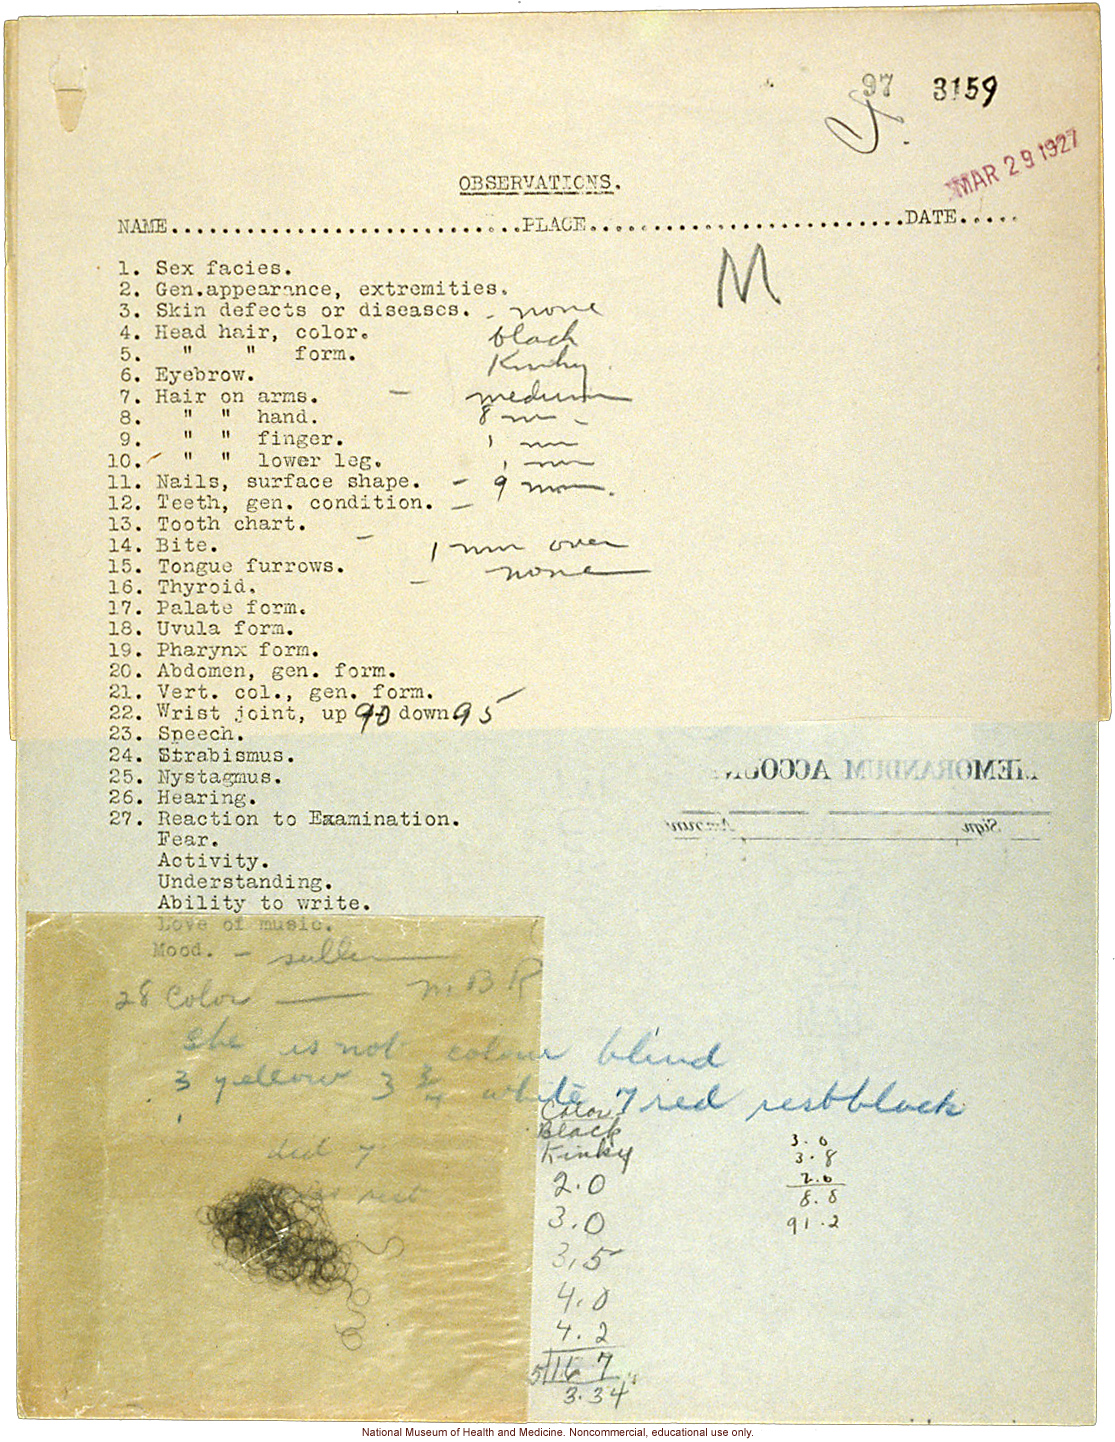 97 3159
MAR 29 1927
OBSERVATIONS.
NAME............................PLACE.........................DATE.....
M
1. Sex facies.
2. Gen.appearance, extremities.
3. Skin defects or diseases. - none
4. Head hair, color. black
5. " " form. Kinky.
6. Eyebrow.
7. Hair on arms. - medium
8. " " hand. 8 m -
9. " " finger. 1 mm
10. " " lower leg. 1 mm
11. Nails, surface shape. - 9 mm.
12. Teeth, gen. condition. -
13. Tooth chart.
14. Bite. - 1 mm over
15. Tongue furrows. none
16. Thyroid. -
17. Palate form.
18. Uvula form.
19. Pharynx form.
20. Abdomen, gen. form.
21. Vert. col., gen. form.
22. Wrist joint, up 90 down 95
23. Speech.
24. Strabismus.
25. Nystagmus.
26. Hearing.
27. Reaction to Examination.
Fear.
Activity.
Understanding.
Ability to write.
Love of music.
Mood. - sullen
28 Color — m B R
She is not colour blind
3 yellow 3 3/4 white 7 red rest black
did 7
rest
Color
Black
Kinky
2.0
3.0
3.5
4.0
4.2
5 16 7
3.34
3.0
3.8
2.0
8.8
91.2
MEMORANDUM ACCOUNT
Sign
National Museum of Health and Medicine. Noncommercial, educational use only.